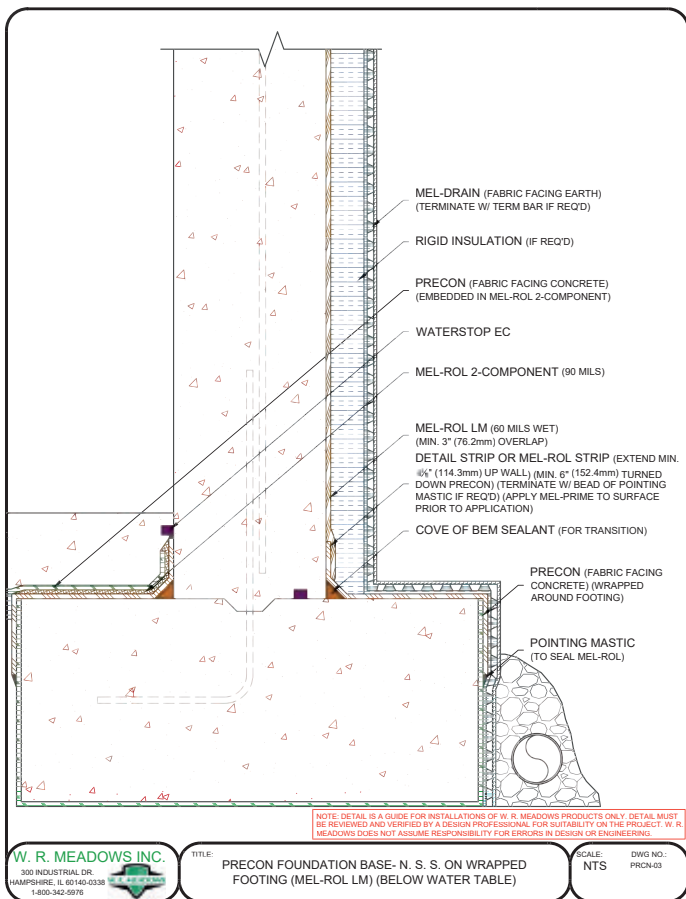 MEL-DRAIN (FABRIC FACING EARTH)
(TERMINATE W/ TERM BAR IF REQ'D)
RIGID INSULATION (IF REQ'D)
PRECON (FABRIC FACING CONCRETE)
(EMBEDDED IN MEL-ROL 2-COMPONENT)
WATERSTOP EC
MEL-ROL 2-COMPONENT (90 MILS)
MEL-ROL LM (60 MILS WET)
(MIN. 3" (76.2mm) OVERLAP)
DETAIL STRIP OR MEL-ROL STRIP (EXTEND MIN.
(114.3mm) UP WALL) (MIN. 6" (152.4mm) TURNED
DOWN PRECON) (TERMINATE W/ BEAD OF POINTING
MASTIC IF REQ'D) (APPLY MEL-PRIME TO SURFACE
PRIOR TO APPLICATION)
COVE OF BEM SEALANT (FOR TRANSITION)
PRECON (FABRIC FACING
CONCRETE) (WRAPPED
AROUND FOOTING)
POINTING MASTIC
(TO SEAL MEL-ROL)
NOTE: DETAIL IS A GUIDE FOR INSTALLATIONS OF W. R. MEADOWS PRODUCTS ONLY. DETAIL MUST
BE REVIEWED AND VERIFIED BY A DESIGN PROFESSIONAL FOR SUITABILITY ON THE PROJECT. W. R.
MEADOWS DOES NOT ASSUME RESPONSIBILITY FOR ERRORS IN DESIGN OR ENGINEERING.
W. R. MEADOWS INC.
300 INDUSTRIAL DR.
HAMPSHIRE, IL 60140-0338
1-800-342-5976
W. R. MEADOWS
TITLE:
PRECON FOUNDATION BASE- N. S. S. ON WRAPPED
FOOTING (MEL-ROL LM) (BELOW WATER TABLE)
SCALE:
NTS
DWG NO.:
PRCN-03